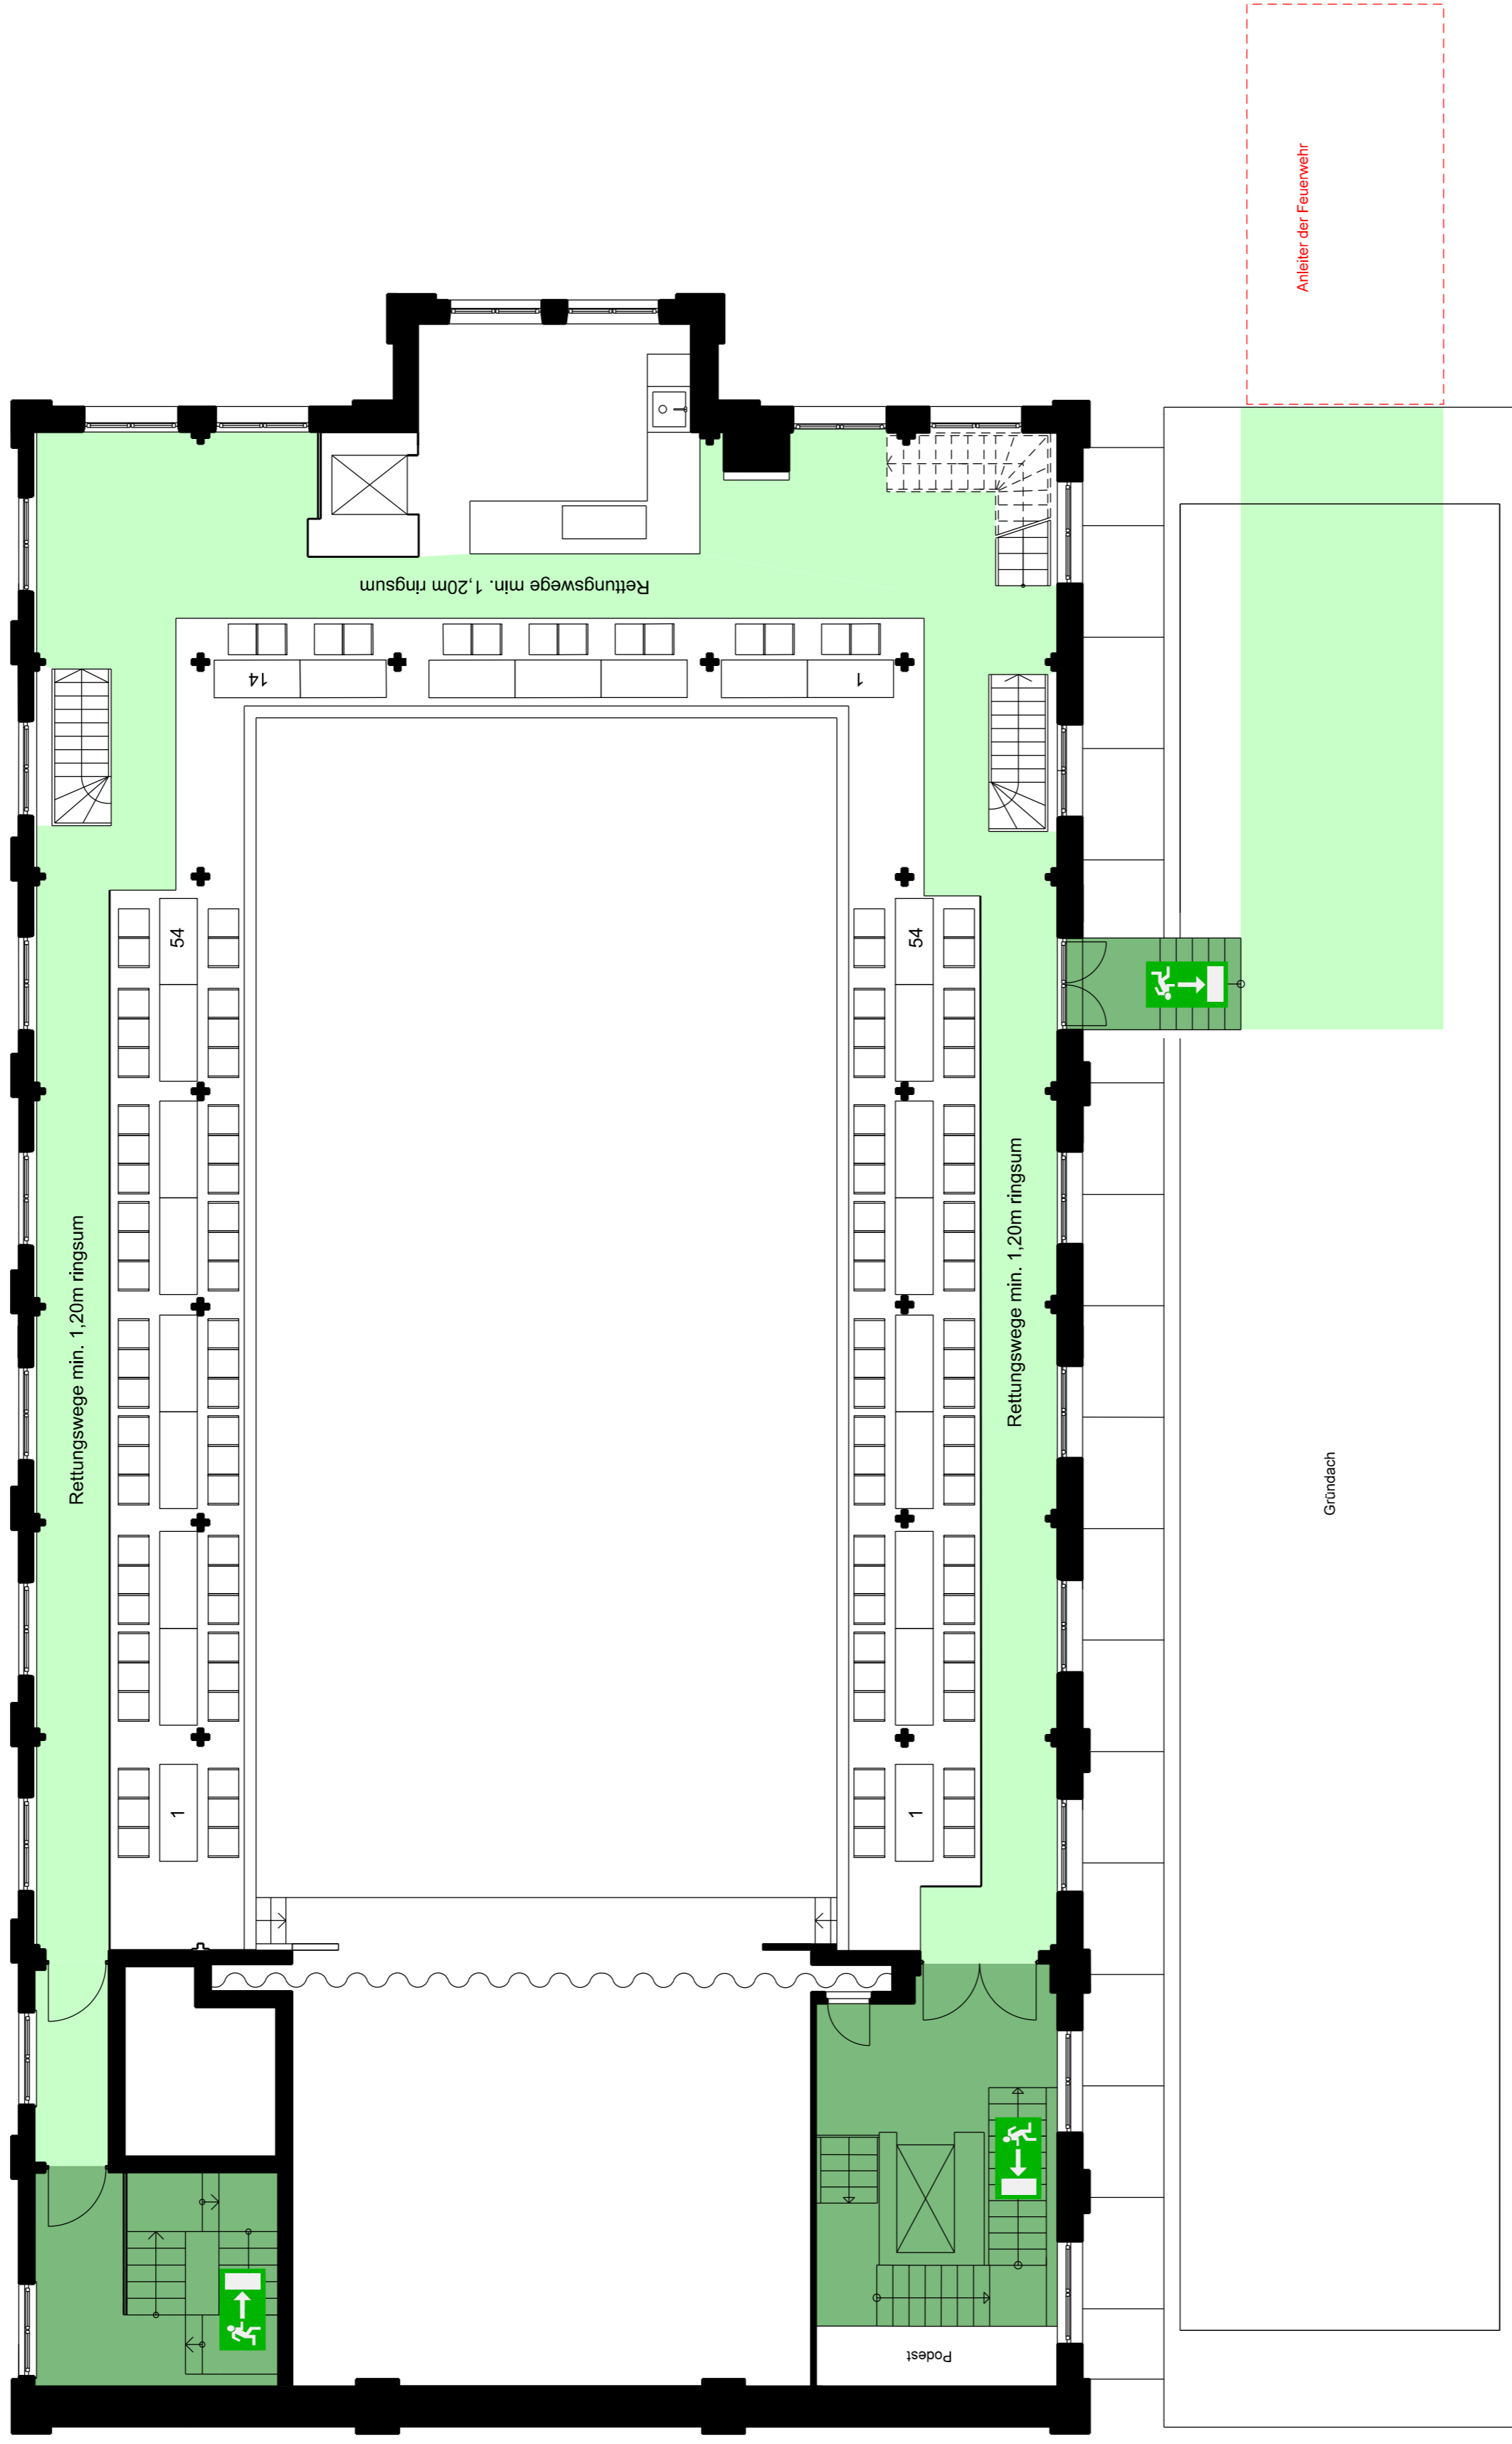 Anleiter der Feuerwehr
Rettungswege min. 1,20m ringsum
14
1
54
54
Rettungswege min. 1,20m ringsum
Rettungswege min. 1,20m ringsum
Gründach
1
1
Podest